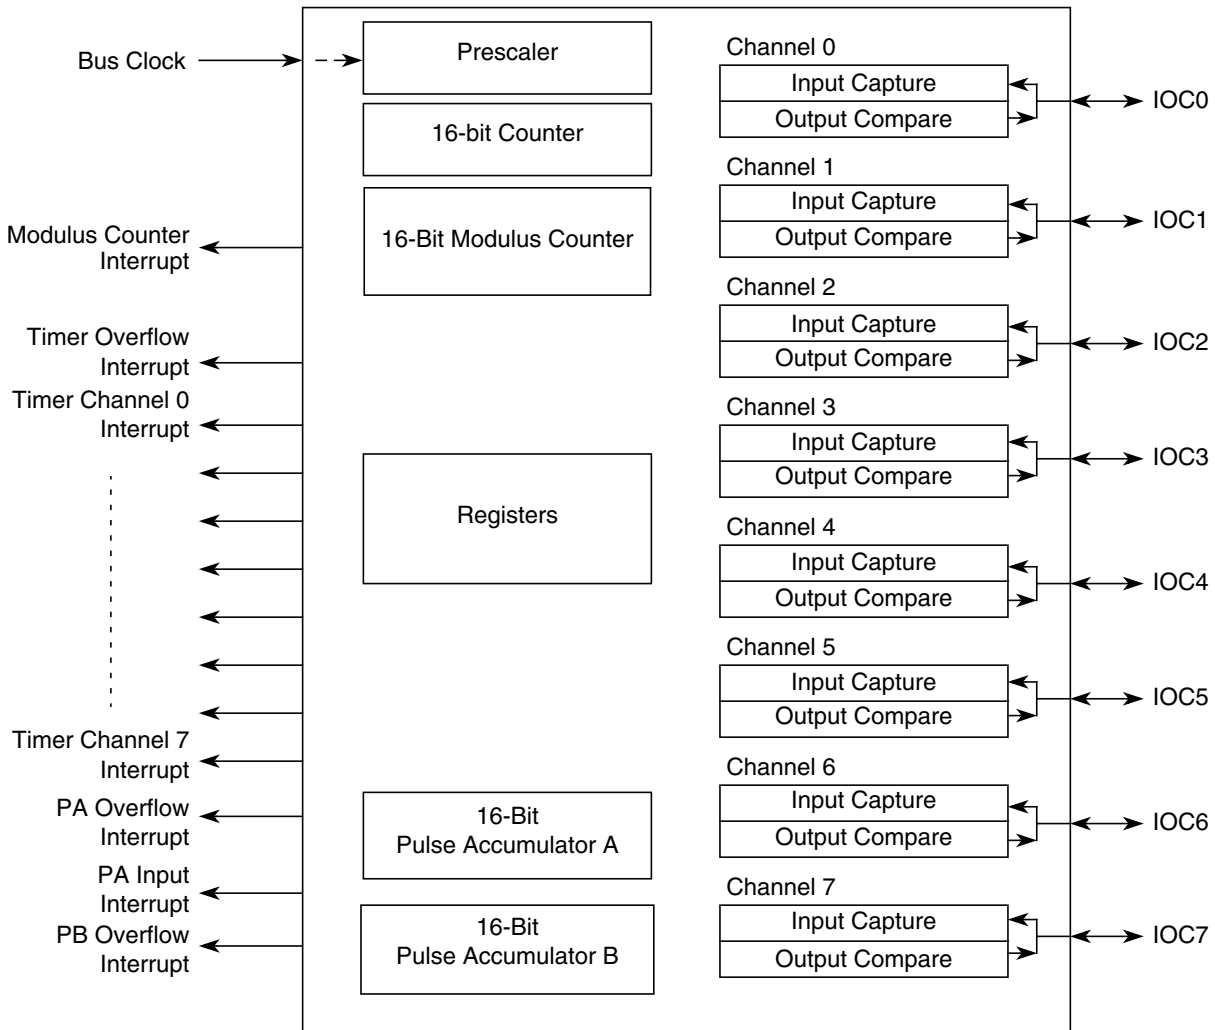 Bus Clock
Modulus Counter
Interrupt
Timer Overflow
Interrupt
Timer Channel 0
Interrupt
Timer Channel 7
Interrupt
PA Overflow
Interrupt
PA Input
Interrupt
PB Overflow
Interrupt
Prescaler
16-bit Counter
16-Bit Modulus Counter
Registers
16-Bit
Pulse Accumulator A
16-Bit
Pulse Accumulator B
Channel 0
Input Capture
Output Compare
IOC0
Channel 1
Input Capture
Output Compare
IOC1
Channel 2
Input Capture
Output Compare
IOC2
Channel 3
Input Capture
Output Compare
IOC3
Channel 4
Input Capture
Output Compare
IOC4
Channel 5
Input Capture
Output Compare
IOC5
Channel 6
Input Capture
Output Compare
IOC6
Channel 7
Input Capture
Output Compare
IOC7